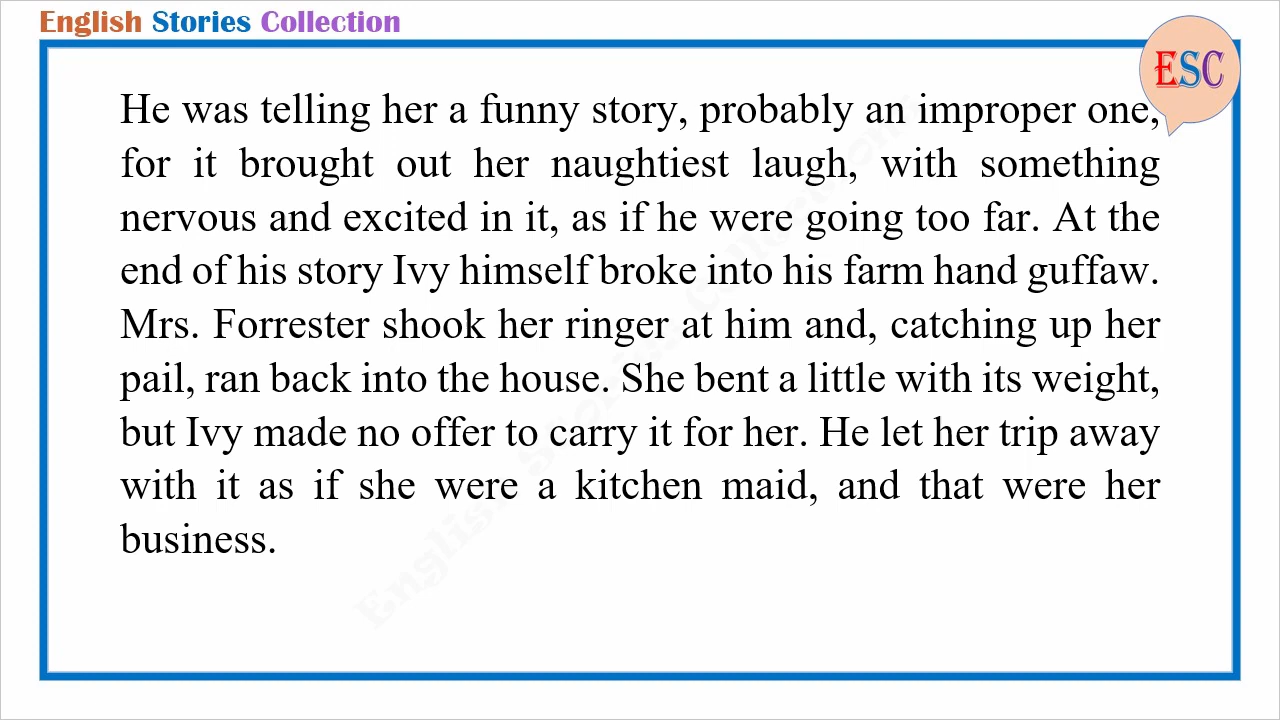 English Stories Collection
ESC
He was telling her a funny story, probably an improper one,
for it brought out her naughtiest laugh, with something
nervous and excited in it, as if he were going too far. At the
end of his story Ivy himself broke into his farm hand guffaw.
Mrs. Forrester shook her ringer at him and, catching up her
pail, ran back into the house. She bent a little with its weight,
but Ivy made no offer to carry it for her. He let her trip away
with it as if she were a kitchen maid, and that were her
business.
English Stories Collection